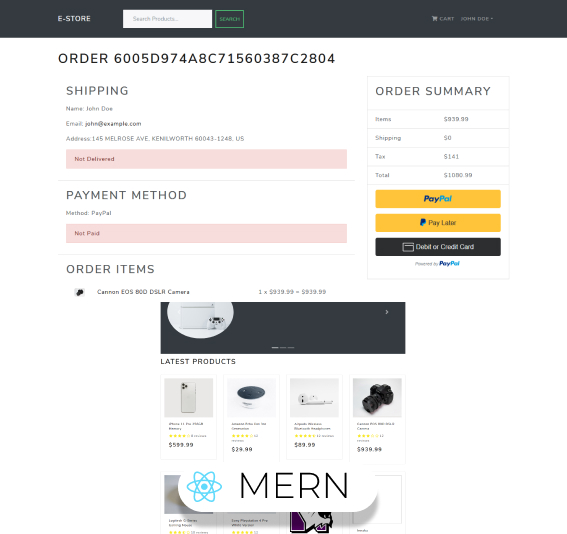 E-STORE
Search Products...
SEARCH
CART
JOHN DOE
ORDER 6005D974A8C71560387C2804
SHIPPING
Name: John Doe
Email: john@example.com
Address:145 MELROSE AVE, KENILWORTH 60043-1248, US
Not Delivered
PAYMENT METHOD
Method: PayPal
Not Paid
ORDER ITEMS
Cannon EOS 80D DSLR Camera
1 x $939.99 = $939.99
ORDER SUMMARY
Items $939.99
Shipping $0
Tax $141
Total $1080.99
PayPal
Pay Later
Debit or Credit Card
Powered by PayPal
LATEST PRODUCTS
iPhone 11 Pro 256GB
Memory
8 reviews
$599.99
Amazon Echo Dot 3rd
Generation
reviews
$29.99
Airpods Wireless
Bluetooth Headphones
12 reviews
$89.99
Cannon EOS 80D DSLR
Camera
12
reviews
$939.99
MERN
Logitech G-Series
Gaming Mouse
10 reviews
Sony Playstation 4 Pro
White Version